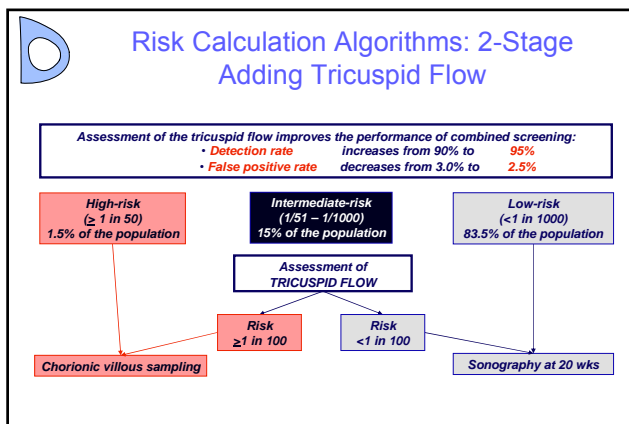 Risk Calculation Algorithms: 2-Stage
Adding Tricuspid Flow
Assessment of the tricuspid flow improves the performance of combined screening:
• Detection rate increases from 90% to 95%
• False positive rate decreases from 3.0% to 2.5%
High-risk
(≥ 1 in 50)
1.5% of the population
Intermediate-risk
(1/51 – 1/1000)
15% of the population
Low-risk
(<1 in 1000)
83.5% of the population
Assessment of
TRICUSPID FLOW
Risk
≥1 in 100
Risk
<1 in 100
Chorionic villous sampling
Sonography at 20 wks